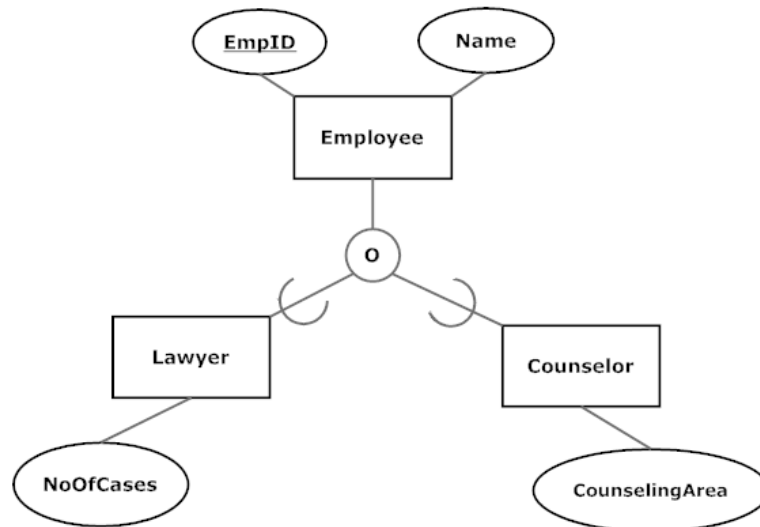 EmpID
Name
Employee
O
Lawyer
Counselor
NoOfCases
CounselingArea